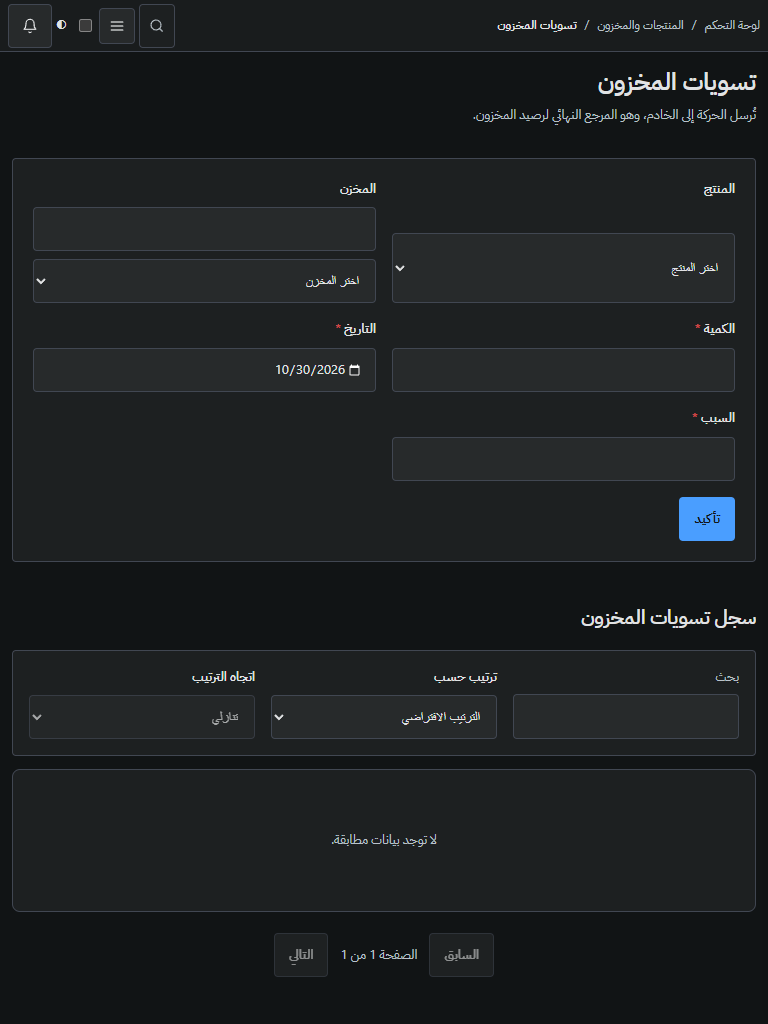 لوحة التحكم / المنتجات والمخزون / تسويات المخزون
تسويات المخزون
تُرسل الحركة إلى الخادم، وهو المرجع النهائي لرصيد المخزون.
المنتج
اختر المنتج
المخزن
اختر المخزن
الكمية *
التاريخ *
10/30/2026
السبب *
تأكيد
سجل تسويات المخزون
بحث
ترتيب حسب
الترتيب الافتراضي
اتجاه الترتيب
تنازلي
لا توجد بيانات مطابقة.
السابق
الصفحة 1 من 1
التالي